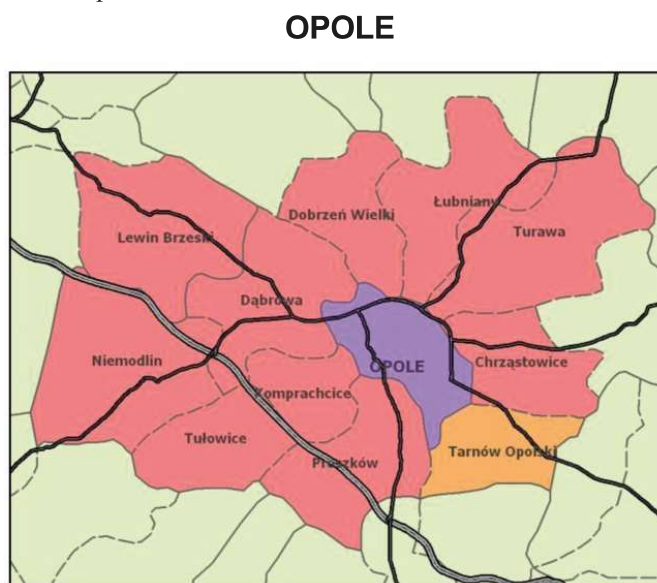 OPOLE
Łubniany
Dobrzeń Wielki
Turawa
Lewin Brzeski
Dąbrowa
Niemodlin
OPOLE
Chrząstowice
Komprachcice
Tułowice
Tarnów Opolski
Prószków